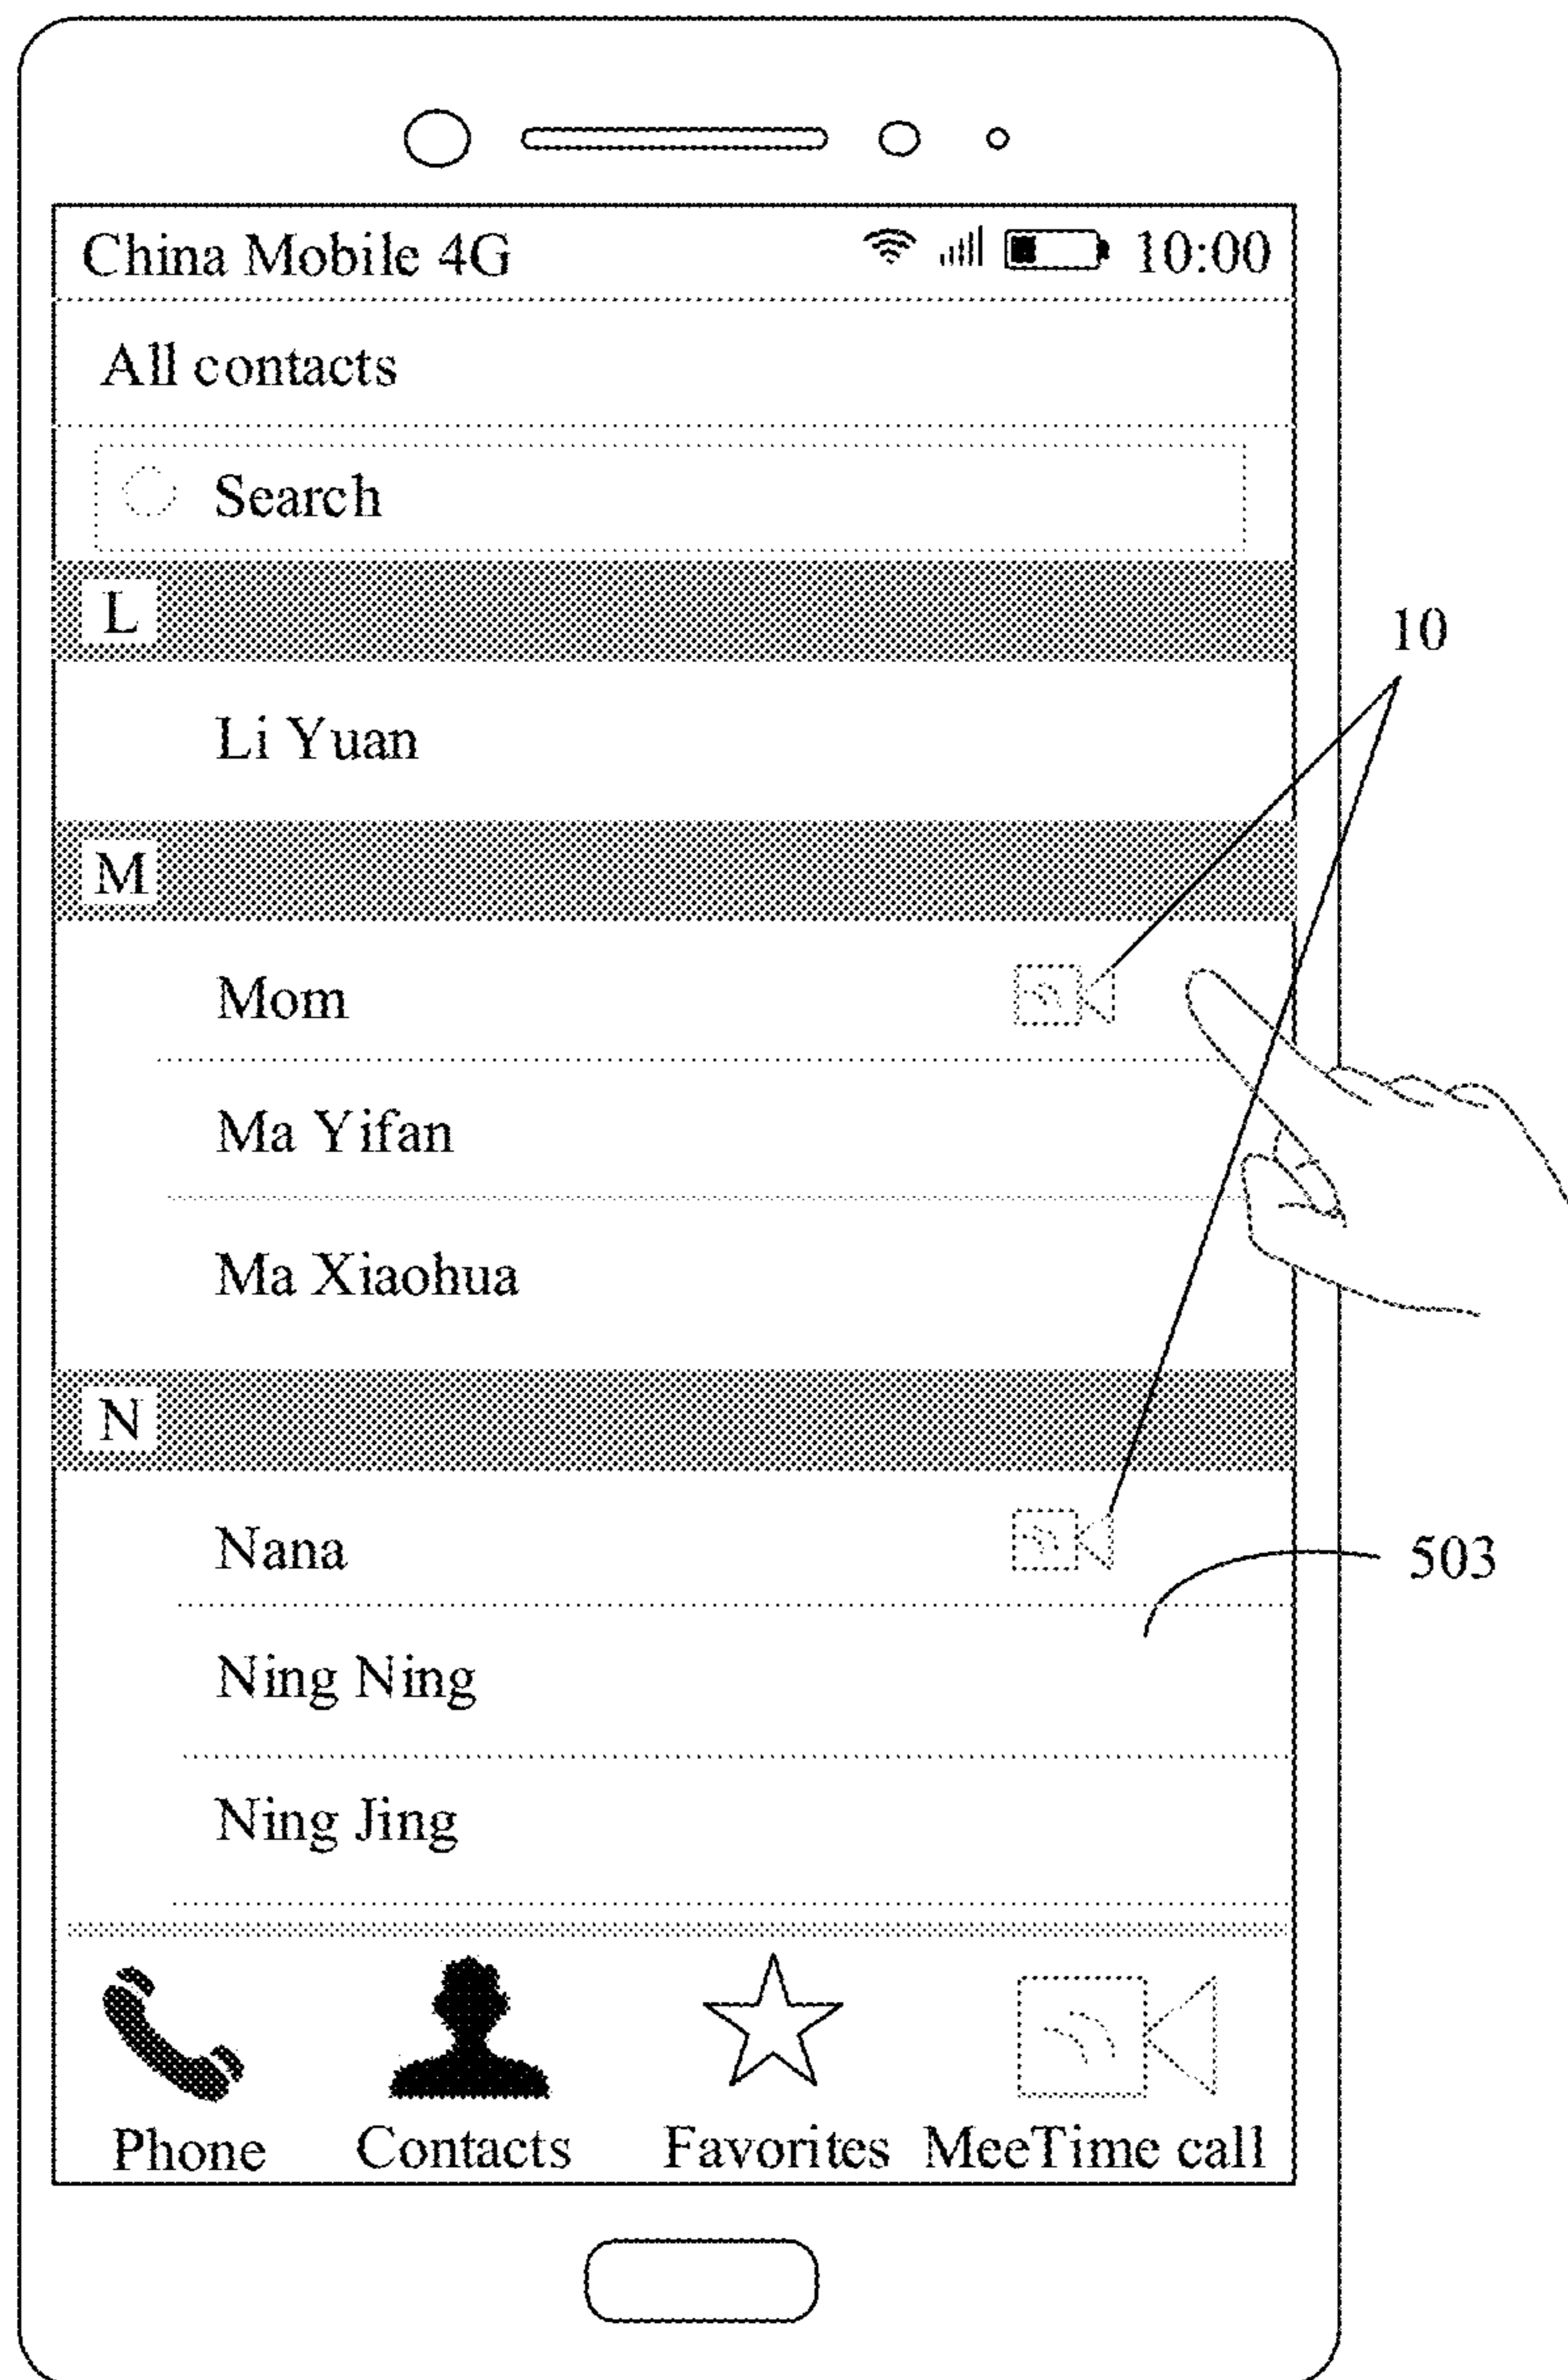 China Mobile 4G 10:00
All contacts
Search
L
10
Li Yuan
M
Mom
Ma Yifan
Ma Xiaohua
N
Nana
503
Ning Ning
Ning Jing
Phone Contacts Favorites MeeTime call